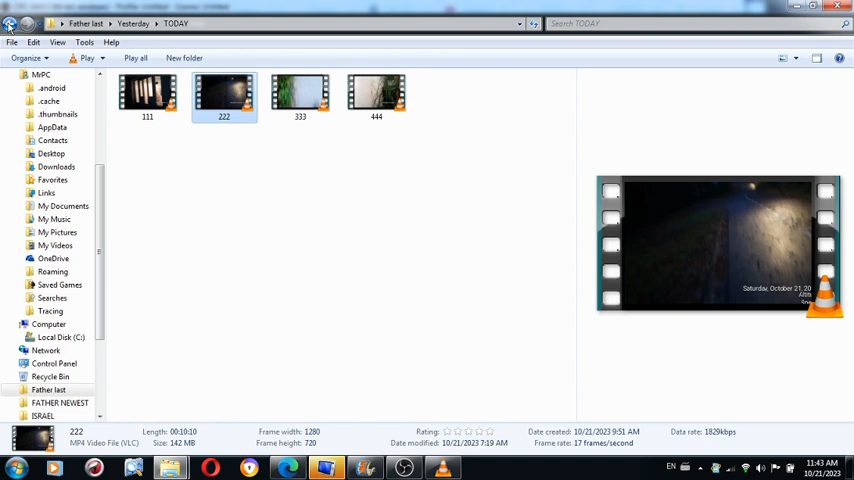 Father last
Yesterday
TODAY
Search TODAY
File Edit View Tools Help
Organize
Play
Play all
New folder
MrPC
.android
.cache
.thumbnails
AppData
Contacts
Desktop
Downloads
Favorites
Links
My Documents
My Music
My Pictures
My Videos
OneDrive
Roaming
Saved Games
Searches
Tracing
Computer
Local Disk (C:)
Network
Control Panel
Recycle Bin
Father last
FATHER NEWEST
ISRAEL
111
222
333
444
Saturday, October 21, 20
Altit
222
MP4 Video File (VLC)
Length: 00:10:10
Size: 142 MB
Frame width: 1280
Frame height: 720
Rating:
Date modified: 10/21/2023 7:19 AM
Date created: 10/21/2023 9:51 AM
Frame rate: 17 frames/second
Data rate: 1829kbps
EN
11:43 AM
10/21/2023